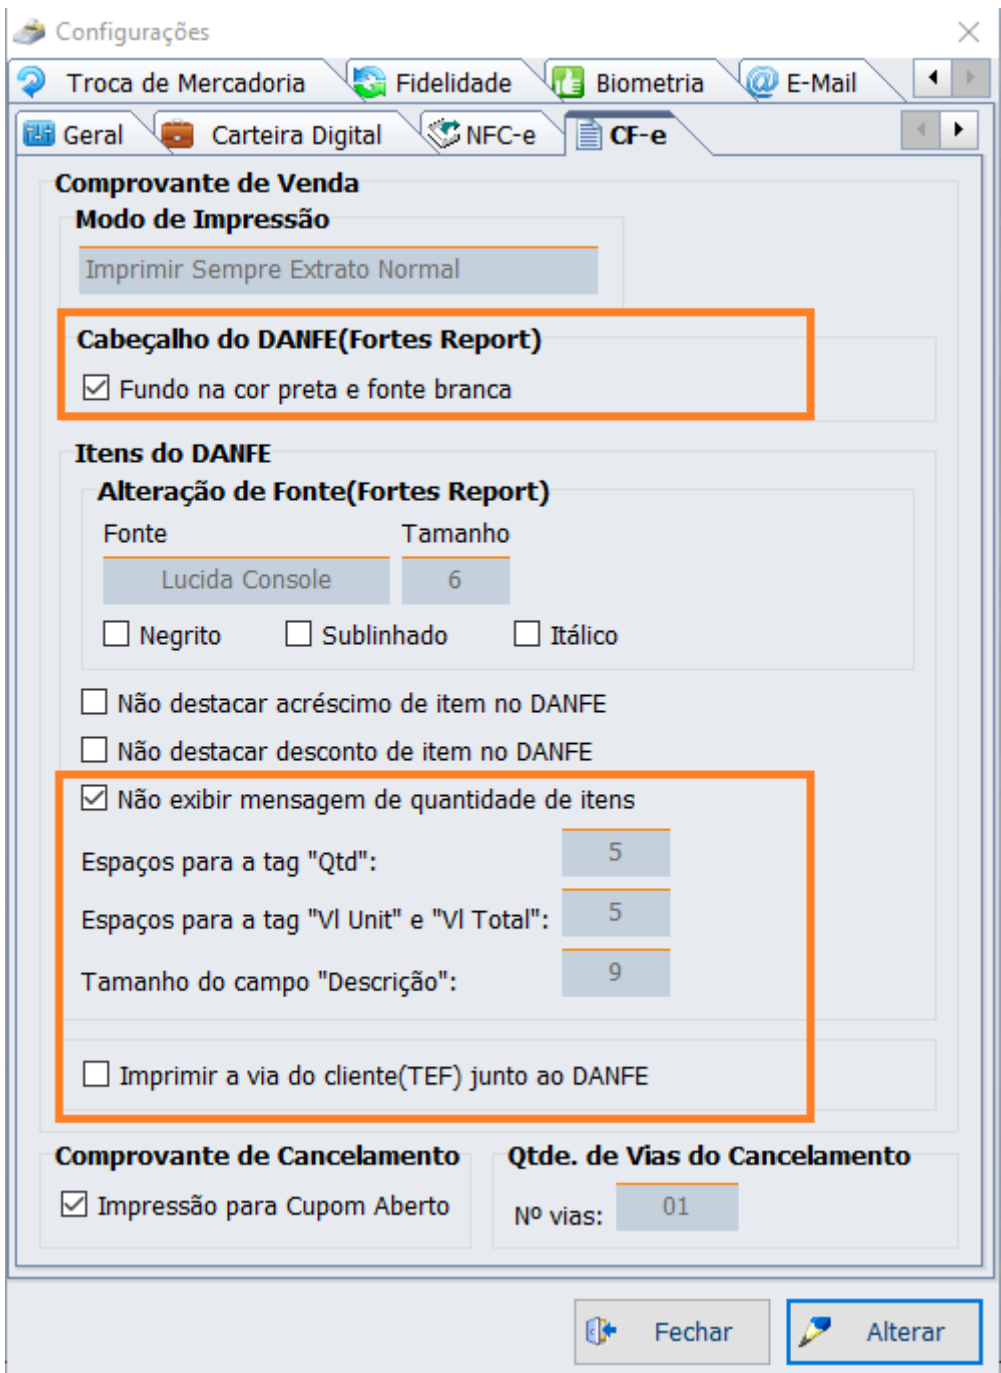 Configurações
Troca de Mercadoria Fidelidade Biometria E-Mail
Geral Carteira Digital NFC-e CF-e
Comprovante de Venda
Modo de Impressão
Imprimir Sempre Extrato Normal
Cabeçalho do DANFE(Fortes Report)
Fundo na cor preta e fonte branca
Itens do DANFE
Alteração de Fonte(Fortes Report)
Fonte Tamanho
Lucida Console 6
Negrito Sublinhado Itálico
Não destacar acréscimo de item no DANFE
Não destacar desconto de item no DANFE
Não exibir mensagem de quantidade de itens
Espaços para a tag "Qtd": 5
Espaços para a tag "Vl Unit" e "Vl Total": 5
Tamanho do campo "Descrição": 9
Imprimir a via do cliente(TEF) junto ao DANFE
Comprovante de Cancelamento Qtde. de Vias do Cancelamento
Impressão para Cupom Aberto Nº vias: 01
Fechar Alterar